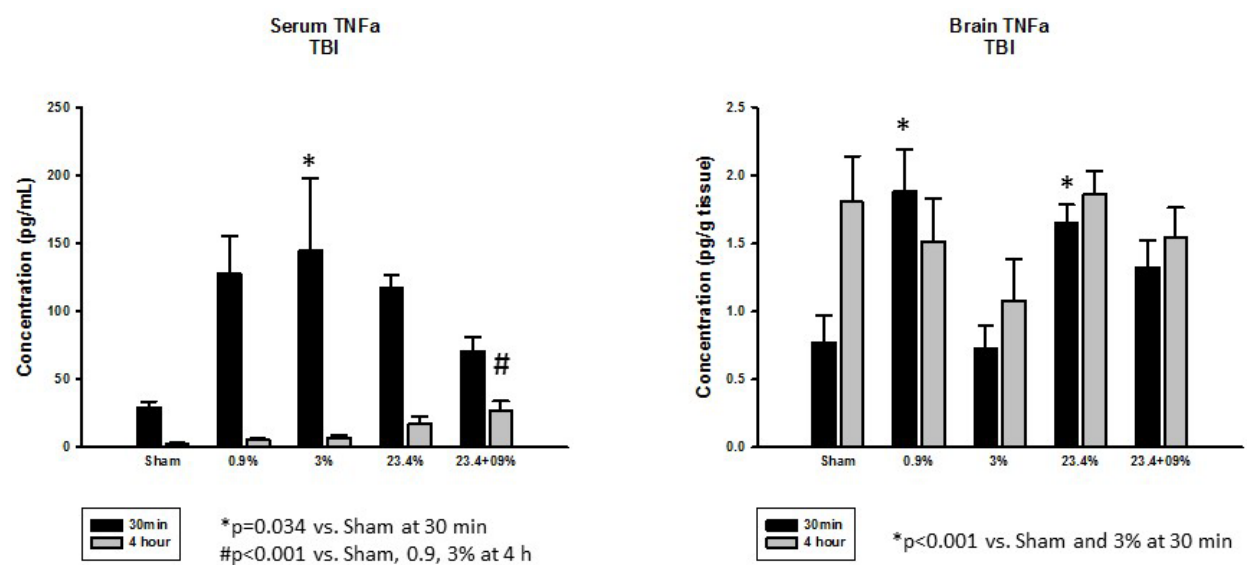 Serum TNFa
TBI
Concentration (pg/mL)
250
200
150
100
50
0
*
#
Sham 0.9% 3% 23.4% 23.4+09%
30min
4 hour
*p=0.034 vs. Sham at 30 min
#p<0.001 vs. Sham, 0.9, 3% at 4 h
Brain TNFa
TBI
Concentration (pg/g tissue)
2.5
2.0
1.5
1.0
0.5
0.0
*
*
Sham 0.9% 3% 23.4% 23.4+09%
30min
4 hour
*p<0.001 vs. Sham and 3% at 30 min